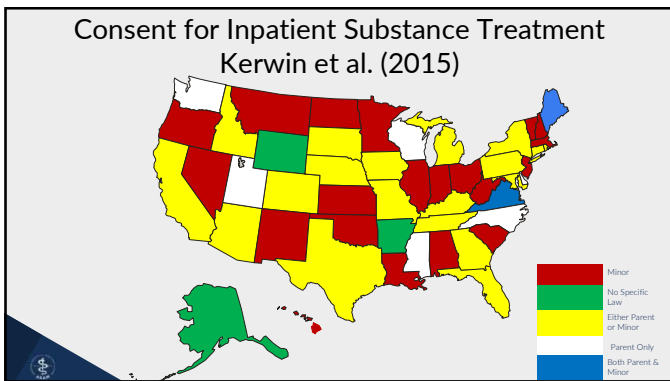 Consent for Inpatient Substance Treatment
Kerwin et al. (2015)
Minor
No Specific
Law
Either Parent
or Minor
Parent Only
Both Parent &
Minor